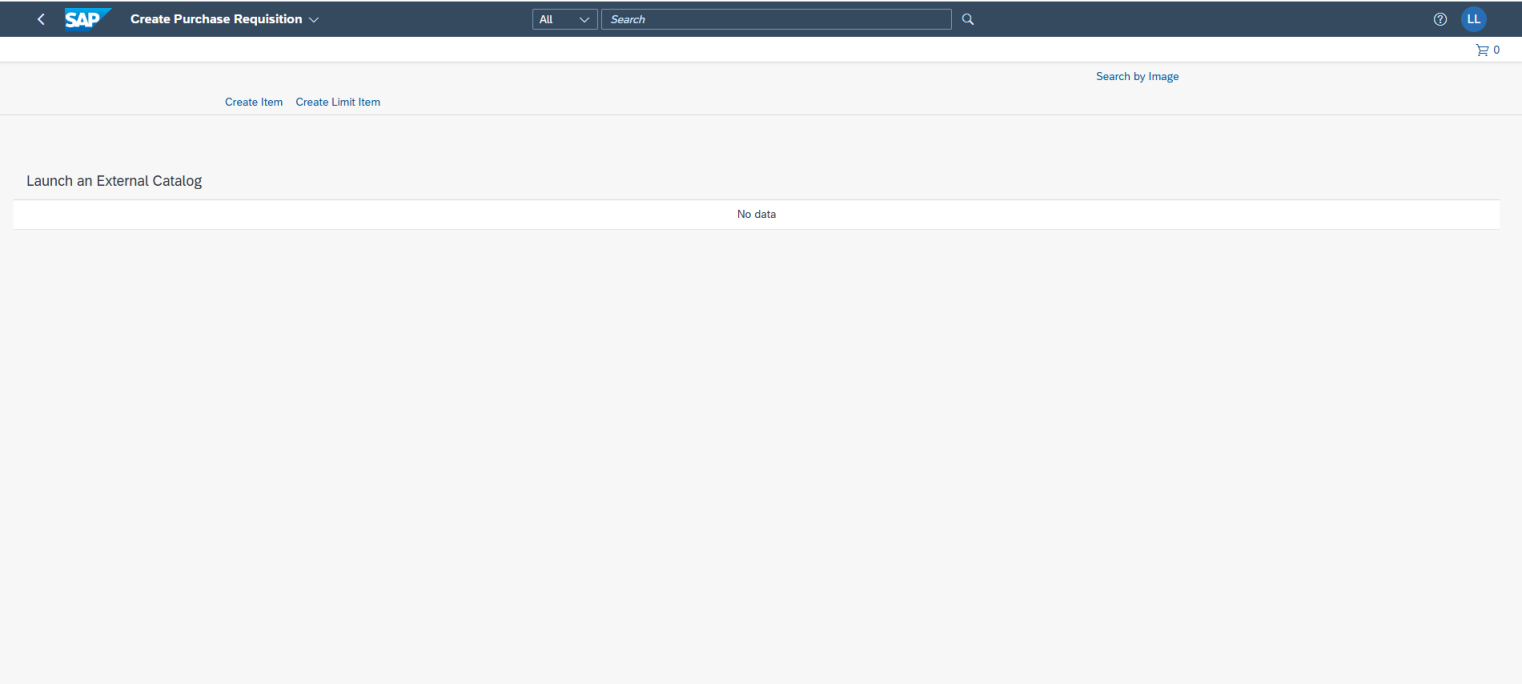 SAP Create Purchase Requisition All Search LL
0
Search by Image
Create Item Create Limit Item
Launch an External Catalog
No data